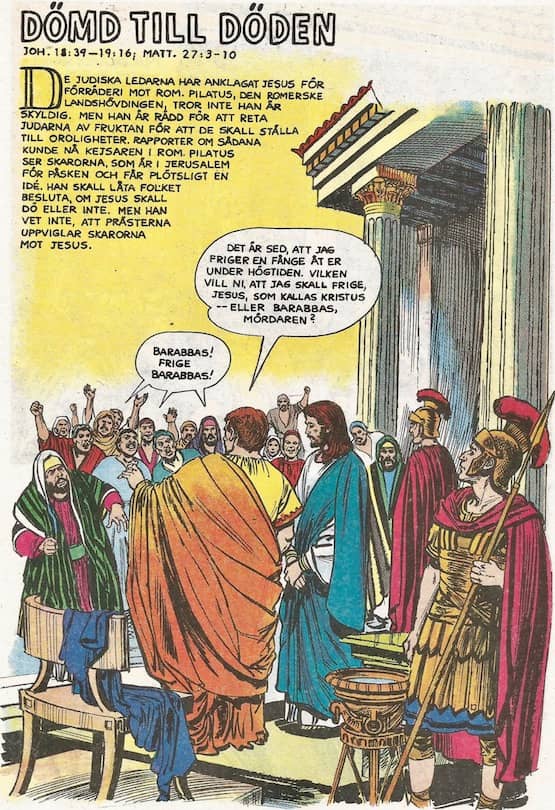 DÖMD TILL DÖDEN
JOH. 18:39–19:16; MATT. 27:3-10
DE JUDISKA LEDARNA HAR ANKLAGAT JESUS FÖR
FÖRRÄDERI MOT ROM. PILATUS, DEN ROMERSKE
LANDSHÖVDINGEN, TROR INTE HAN ÄR
SKYLDIG. MEN HAN ÄR RÄDD FÖR ATT RETA
JUDARNA AV FRUKTAN FÖR ATT DE SKALL STÄLLA
TILL OROLIGHETER. RAPPORTER OM SÅDANA
KUNDE NÅ KEJSAREN I ROM. PILATUS
SER SKARORNA, SOM ÄR I JERUSALEM
FÖR PÅSKEN OCH FÅR PLÖTSLIGT EN
IDÉ. HAN SKALL LÅTA FOLKET
BESLUTA, OM JESUS SKALL
DÖ ELLER INTE. MEN HAN
VET INTE, ATT PRÄSTERNA
UPPVIGLAR SKARORNA
MOT JESUS.
DET ÄR SED, ATT JAG
FRIGER EN FÅNGE ÅT ER
UNDER HÖGTIDEN. VILKEN
VILL NI, ATT JAG SKALL FRIGE,
JESUS, SOM KALLAS KRISTUS
-- ELLER BARABBAS,
MÖRDAREN?
BARABBAS!
FRIGE
BARABBAS!